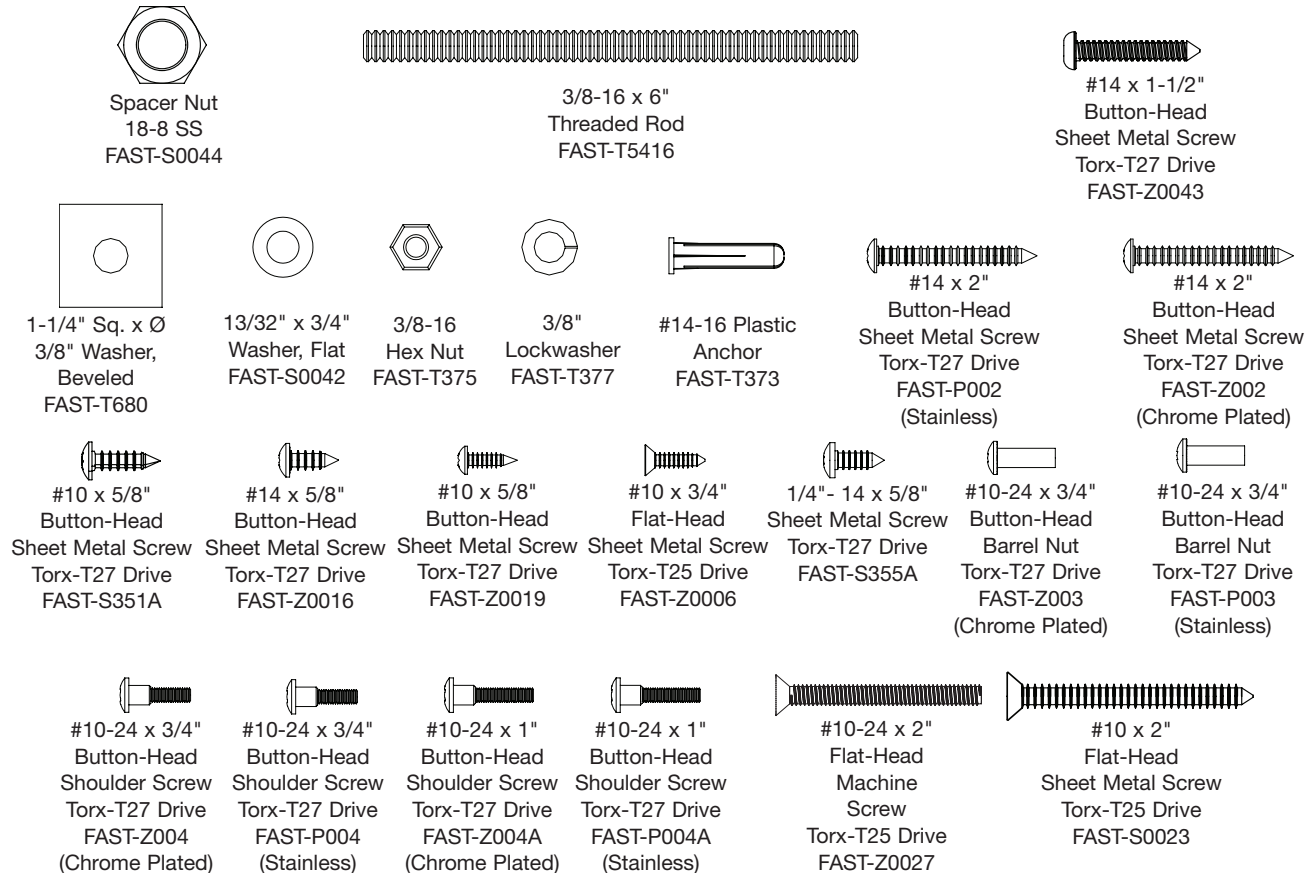 Spacer Nut
18-8 SS
FAST-S0044
3/8-16 x 6"
Threaded Rod
FAST-T5416
#14 x 1-1/2"
Button-Head
Sheet Metal Screw
Torx-T27 Drive
FAST-Z0043
1-1/4" Sq. x Ø
3/8" Washer,
Beveled
FAST-T680
13/32" x 3/4"
Washer, Flat
FAST-S0042
3/8-16
Hex Nut
FAST-T375
3/8"
Lockwasher
FAST-T377
#14-16 Plastic
Anchor
FAST-T373
#14 x 2"
Button-Head
Sheet Metal Screw
Torx-T27 Drive
FAST-P002
(Stainless)
#14 x 2"
Button-Head
Sheet Metal Screw
Torx-T27 Drive
FAST-Z002
(Chrome Plated)
#10 x 5/8"
Button-Head
Sheet Metal Screw
Torx-T27 Drive
FAST-S351A
#14 x 5/8"
Button-Head
Sheet Metal Screw
Torx-T27 Drive
FAST-Z0016
#10 x 5/8"
Button-Head
Sheet Metal Screw
Torx-T27 Drive
FAST-Z0019
#10 x 3/4"
Flat-Head
Sheet Metal Screw
Torx-T25 Drive
FAST-Z0006
1/4"- 14 x 5/8"
Sheet Metal Screw
Torx-T27 Drive
FAST-S355A
#10-24 x 3/4"
Button-Head
Barrel Nut
Torx-T27 Drive
FAST-Z003
(Chrome Plated)
#10-24 x 3/4"
Button-Head
Barrel Nut
Torx-T27 Drive
FAST-P003
(Stainless)
#10-24 x 3/4"
Button-Head
Shoulder Screw
Torx-T27 Drive
FAST-Z004
(Chrome Plated)
#10-24 x 3/4"
Button-Head
Shoulder Screw
Torx-T27 Drive
FAST-P004
(Stainless)
#10-24 x 1"
Button-Head
Shoulder Screw
Torx-T27 Drive
FAST-Z004A
(Chrome Plated)
#10-24 x 1"
Button-Head
Shoulder Screw
Torx-T27 Drive
FAST-P004A
(Stainless)
#10-24 x 2"
Flat-Head
Machine
Screw
Torx-T25 Drive
FAST-Z0027
#10 x 2"
Flat-Head
Sheet Metal Screw
Torx-T25 Drive
FAST-S0023